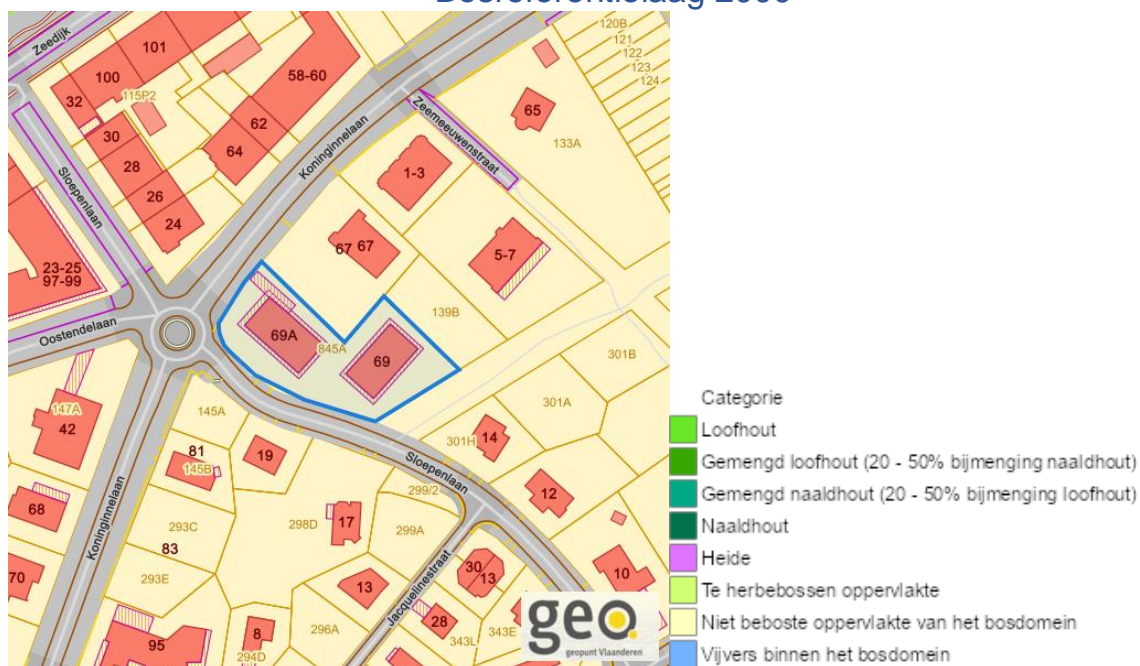 Zeedijk
101
100
32
115P2
58-60
62
64
30
28
26
24
Sloepenlaan
Koninginnelaan
Zeemeeuwenstraat
65
133A
120B
121
122
123
124
1-3
67 67
5-7
139B
23-25
97-99
Oostendelaan
69A
845A
69
301B
301A
301H
14
147A
42
145A
81
145B
19
Sloepenlaan
299/2
12
68
293C
83
298D
17
299A
Koninginnelaan
70
293E
13
30
13
10
Jacquelinestraat
28
296A
8
294D
95
343L
343E
geo
geopunt Vlaanderen
Categorie
Loofhout
Gemengd loofhout (20 - 50% bijmenging naaldhout)
Gemengd naaldhout (20 - 50% bijmenging loofhout)
Naaldhout
Heide
Te herbebossen oppervlakte
Niet beboste oppervlakte van het bosdomein
Vijvers binnen het bosdomein